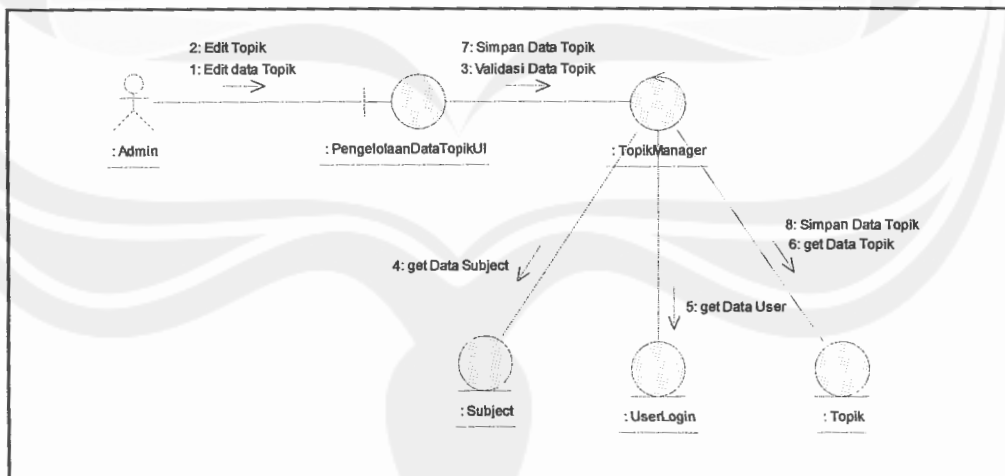 2: Edit Topik
1: Edit data Topik
7: Simpan Data Topik
3: Validasi Data Topik
: Admin
: PengelolaanDataTopikUI
: TopikManager
8: Simpan Data Topik
6: get Data Topik
4: get Data Subject
5: get Data User
: Subject
: UserLogin
: Topik